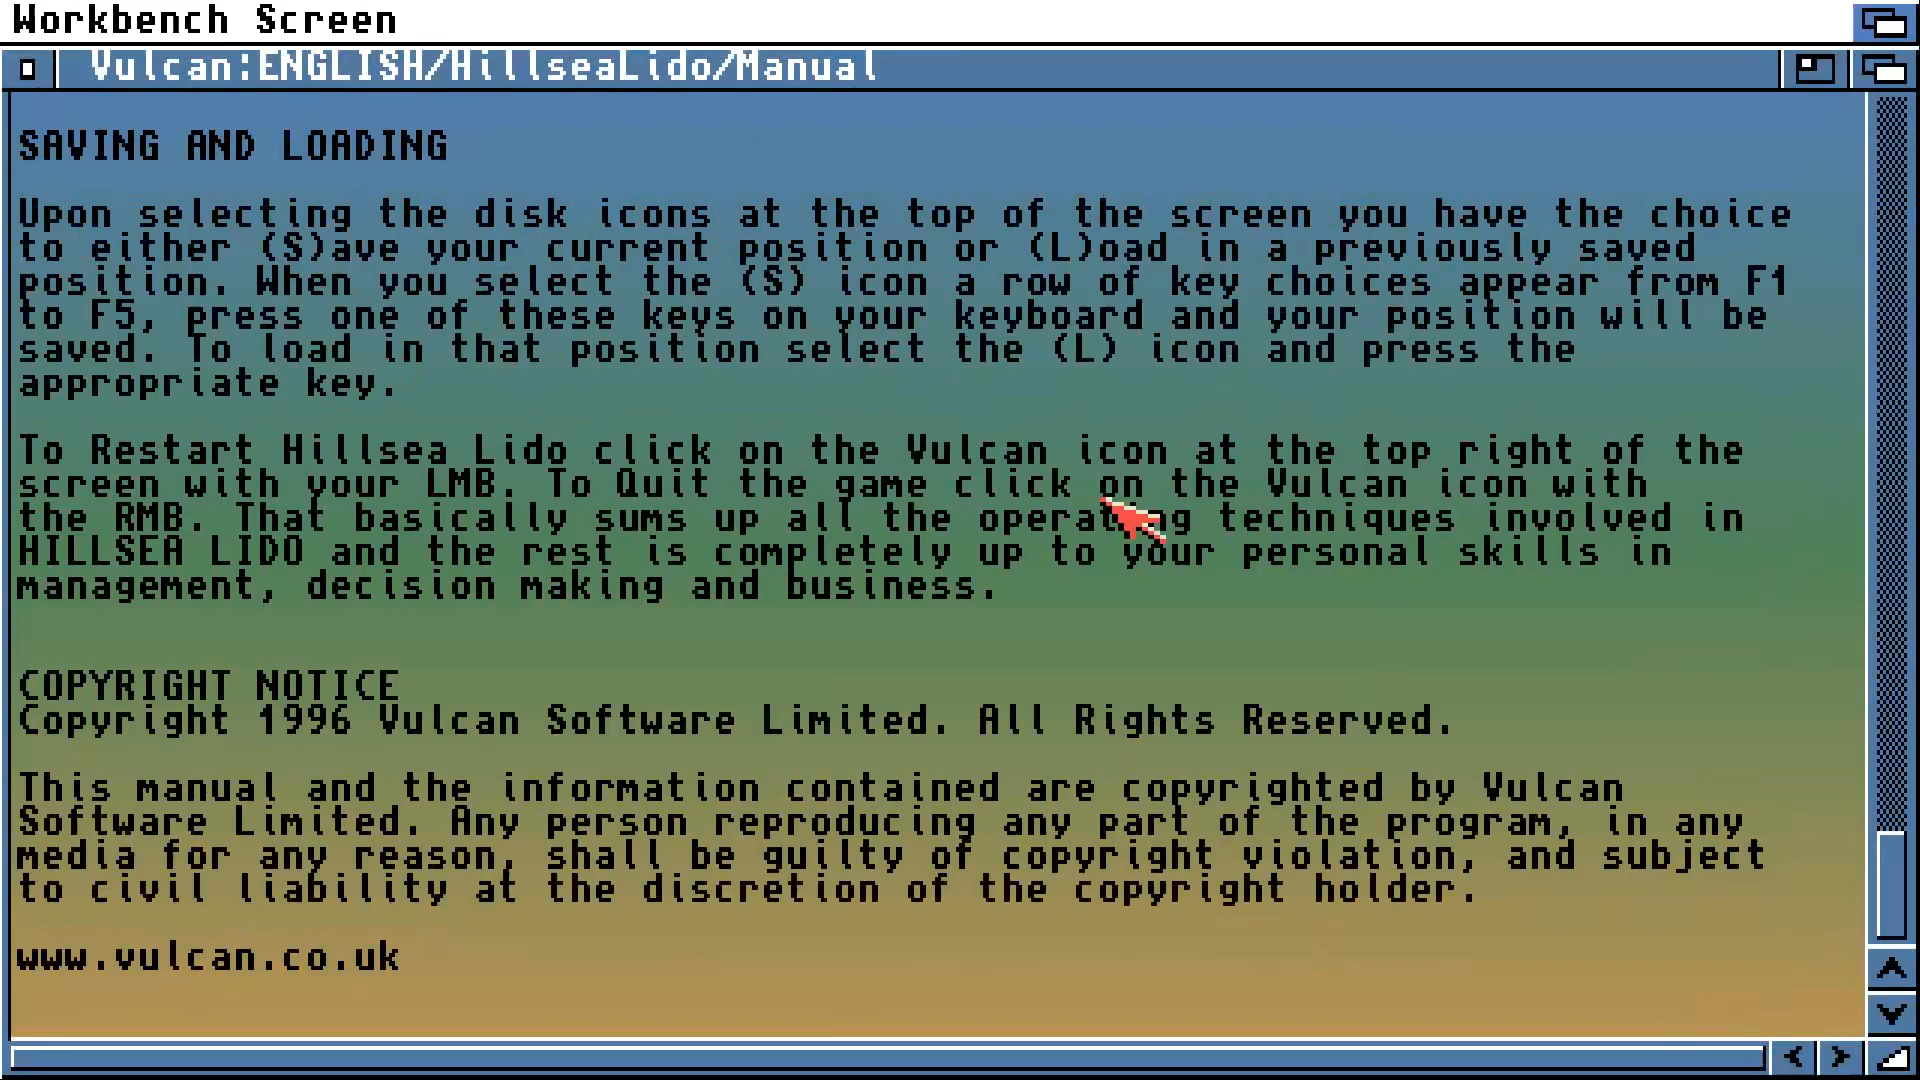 Workbench Screen
Vulcan:ENGLISH/HillseaLido/Manual
SAVING AND LOADING
Upon selecting the disk icons at the top of the screen you have the choice
to either (S)ave your current position or (L)oad in a previously saved
position. When you select the (S) icon a row of key choices appear from F1
to F5, press one of these keys on your keyboard and your position will be
saved. To load in that position select the (L) icon and press the
appropriate key.
To Restart Hillsea Lido click on the Vulcan icon at the top right of the
screen with your LMB. To Quit the game click on the Vulcan icon with
the RMB. That basically sums up all the operating techniques involved in
HILLSEA LIDO and the rest is completely up to your personal skills in
management, decision making and business.
COPYRIGHT NOTICE
Copyright 1996 Vulcan Software Limited. All Rights Reserved.
This manual and the information contained are copyrighted by Vulcan
Software Limited. Any person reproducing any part of the program, in any
media for any reason, shall be guilty of copyright violation, and subject
to civil liability at the discretion of the copyright holder.
www.vulcan.co.uk